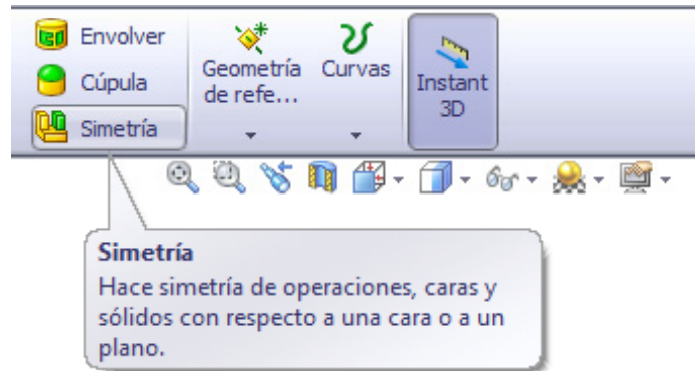 Envolver
Cúpula
Simetría
Geometría
de refe...
Curvas
Instant
3D
Simetría
Hace simetría de operaciones, caras y
sólidos con respecto a una cara o a un
plano.